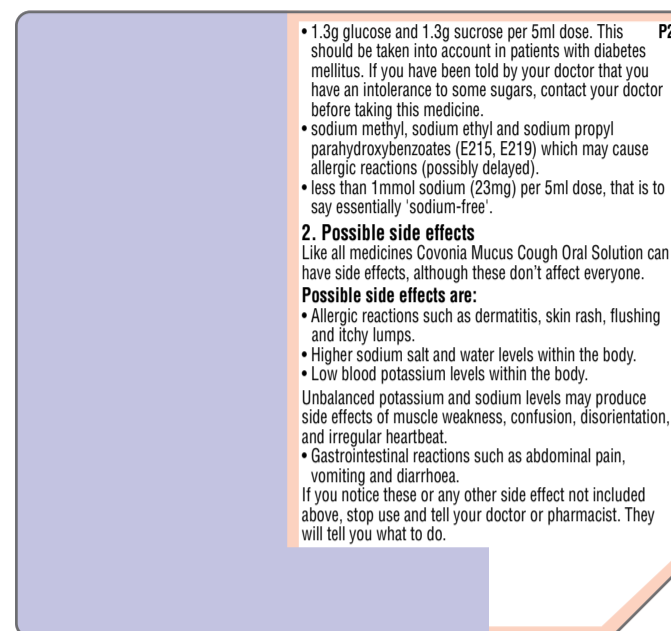 • 1.3g glucose and 1.3g sucrose per 5ml dose. This P2
should be taken into account in patients with diabetes
mellitus. If you have been told by your doctor that you
have an intolerance to some sugars, contact your doctor
before taking this medicine.
• sodium methyl, sodium ethyl and sodium propyl
parahydroxybenzoates (E215, E219) which may cause
allergic reactions (possibly delayed).
• less than 1mmol sodium (23mg) per 5ml dose, that is to
say essentially 'sodium-free'.
2. Possible side effects
Like all medicines Covonia Mucus Cough Oral Solution can
have side effects, although these don’t affect everyone.
Possible side effects are:
• Allergic reactions such as dermatitis, skin rash, flushing
and itchy lumps.
• Higher sodium salt and water levels within the body.
• Low blood potassium levels within the body.
Unbalanced potassium and sodium levels may produce
side effects of muscle weakness, confusion, disorientation,
and irregular heartbeat.
• Gastrointestinal reactions such as abdominal pain,
vomiting and diarrhoea.
If you notice these or any other side effect not included
above, stop use and tell your doctor or pharmacist. They
will tell you what to do.